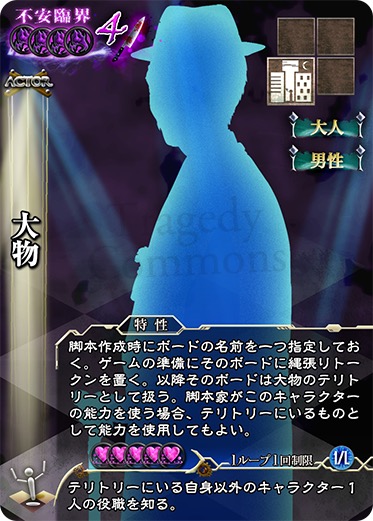 不安臨界
4
ACTOR
大人
男性
大物
Tragedy Commons
特性
脚本作成時にボードの名前を一つ指定してお
く。ゲームの準備にそのボードに縄張りトー
クンを置く。以降そのボードは大物のテリト
リーとして扱う。脚本家がこのキャラクター
の能力を使う場合、テリトリーにいるものと
して能力を使用してもよい。
1ループ1回制限 1/L
テリトリーにいる自身以外のキャラクター1
人の役職を知る。